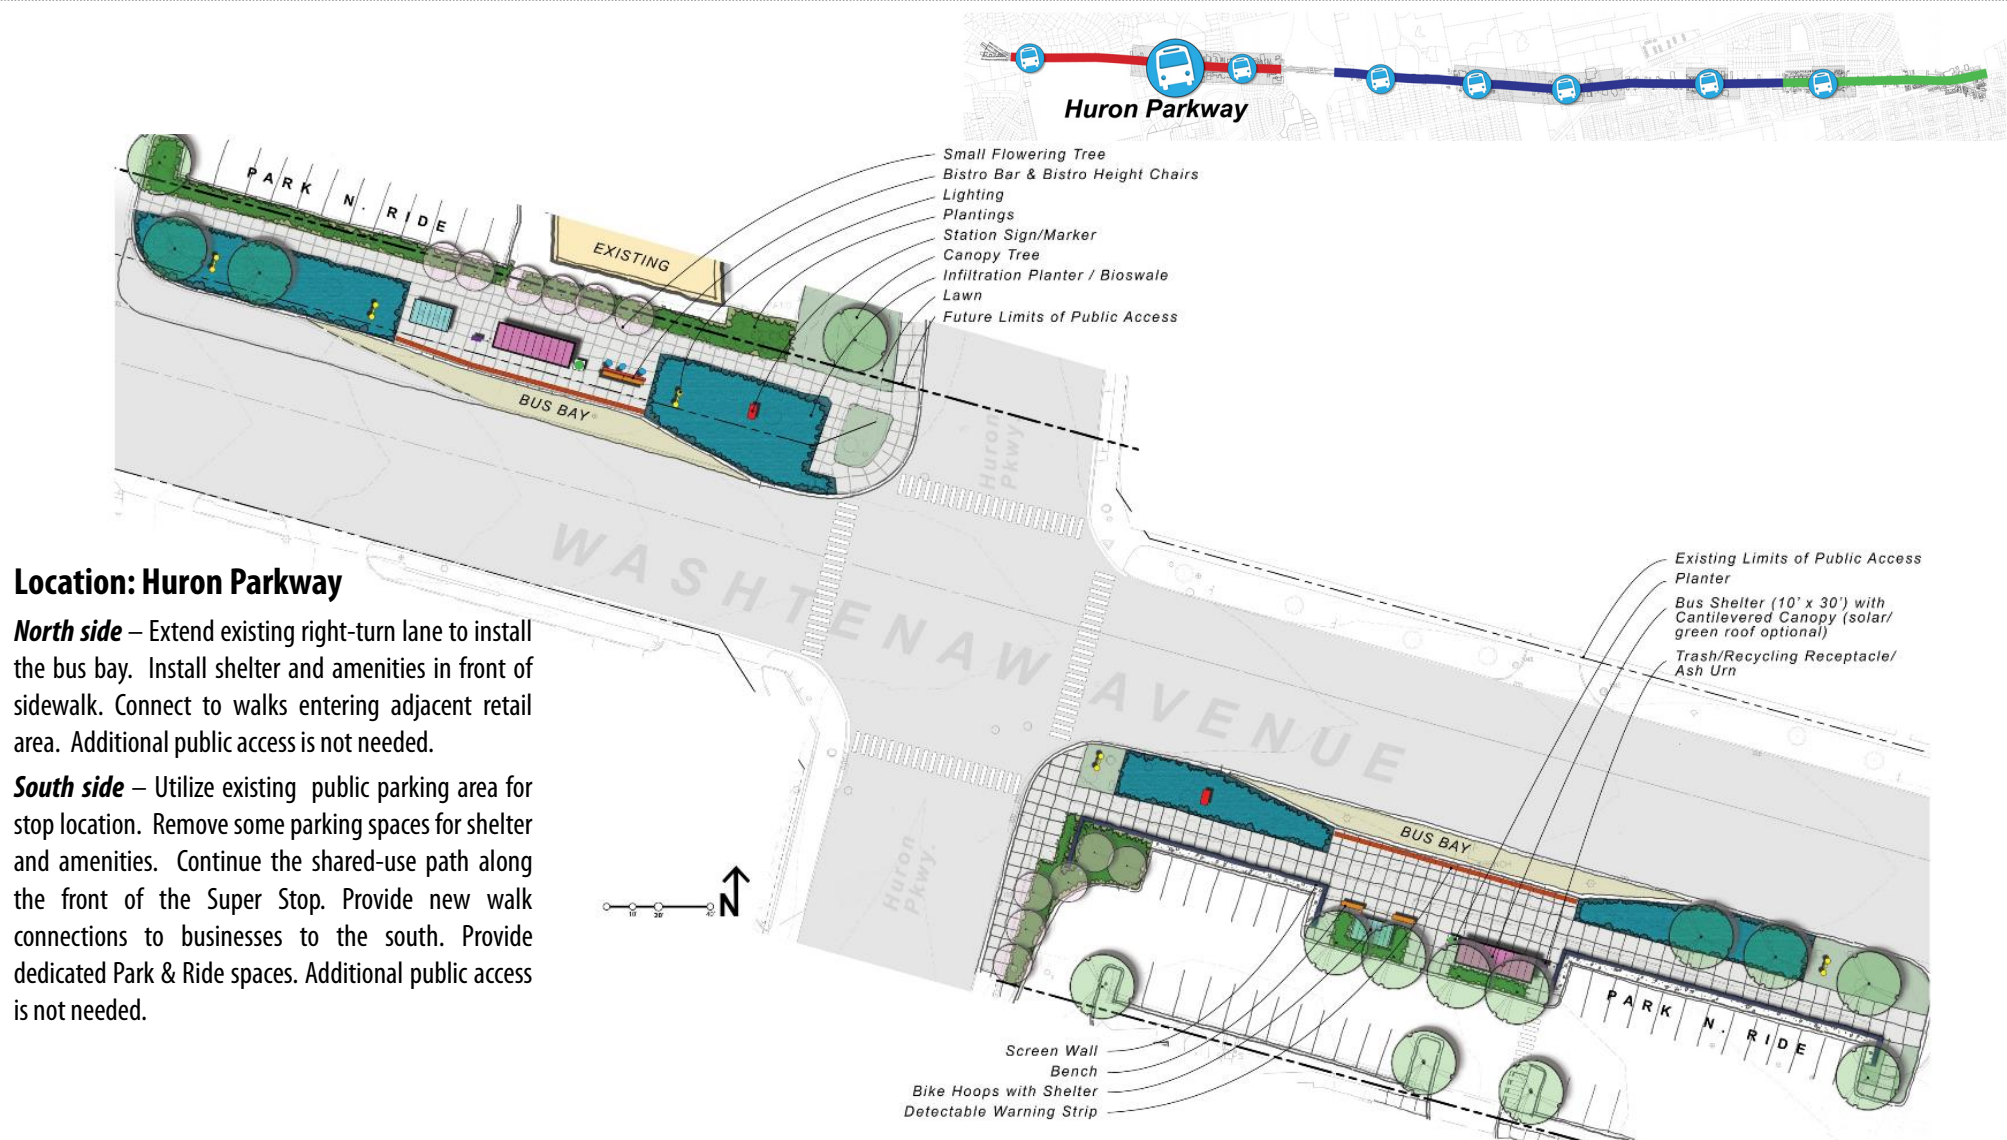 Huron Parkway
Small Flowering Tree
Bistro Bar & Bistro Height Chairs
Lighting
Plantings
Station Sign/Marker
Canopy Tree
Infiltration Planter / Bioswale
Lawn
Future Limits of Public Access
PARK N. RIDE
EXISTING
BUS BAY
Huron
Pkwy.
WASHTENAW AVENUE
Location: Huron Parkway
North side – Extend existing right-turn lane to install
the bus bay. Install shelter and amenities in front of
sidewalk. Connect to walks entering adjacent retail
area. Additional public access is not needed.
South side – Utilize existing public parking area for
stop location. Remove some parking spaces for shelter
and amenities. Continue the shared-use path along
the front of the Super Stop. Provide new walk
connections to businesses to the south. Provide
dedicated Park & Ride spaces. Additional public access
is not needed.
Existing Limits of Public Access
Planter
Bus Shelter (10' x 30') with
Cantilevered Canopy (solar/
green roof optional)
Trash/Recycling Receptacle/
Ash Urn
BUS BAY
Huron
Pkwy.
10' 20' 40'
N
PARK N. RIDE
Screen Wall
Bench
Bike Hoops with Shelter
Detectable Warning Strip